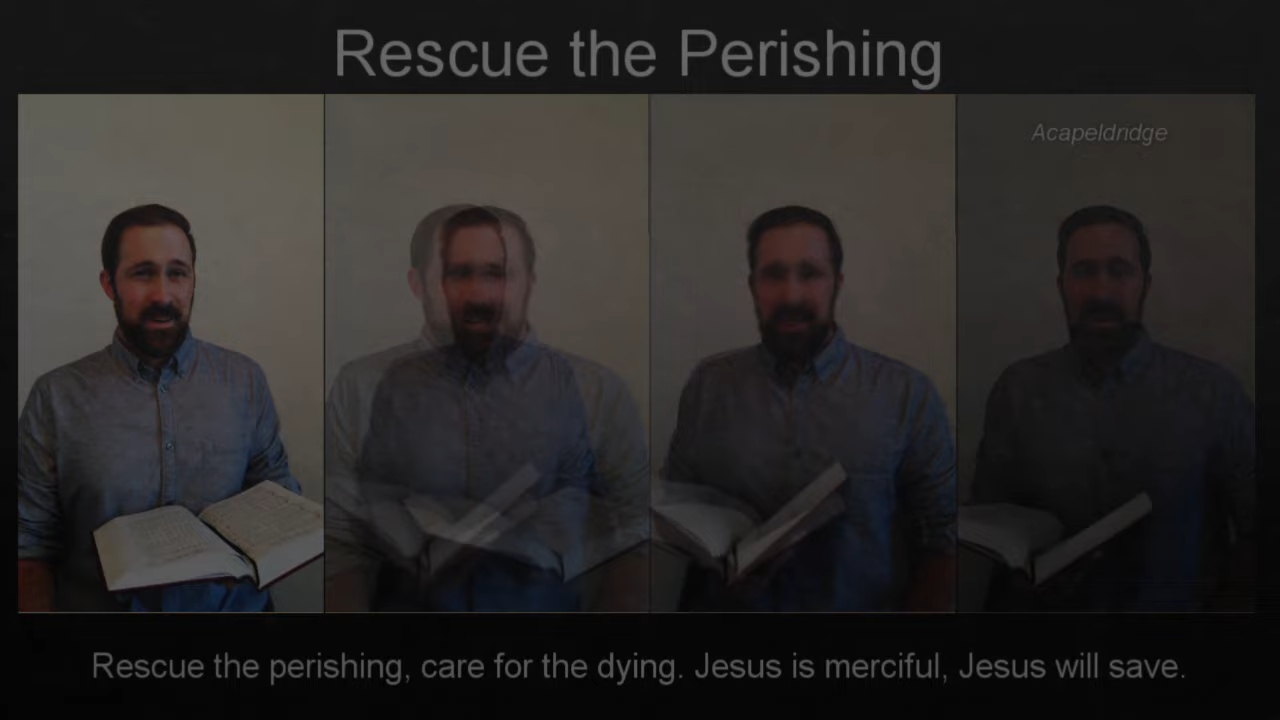 Rescue the Perishing
Acapeldridge
Rescue the perishing, care for the dying. Jesus is merciful, Jesus will save.